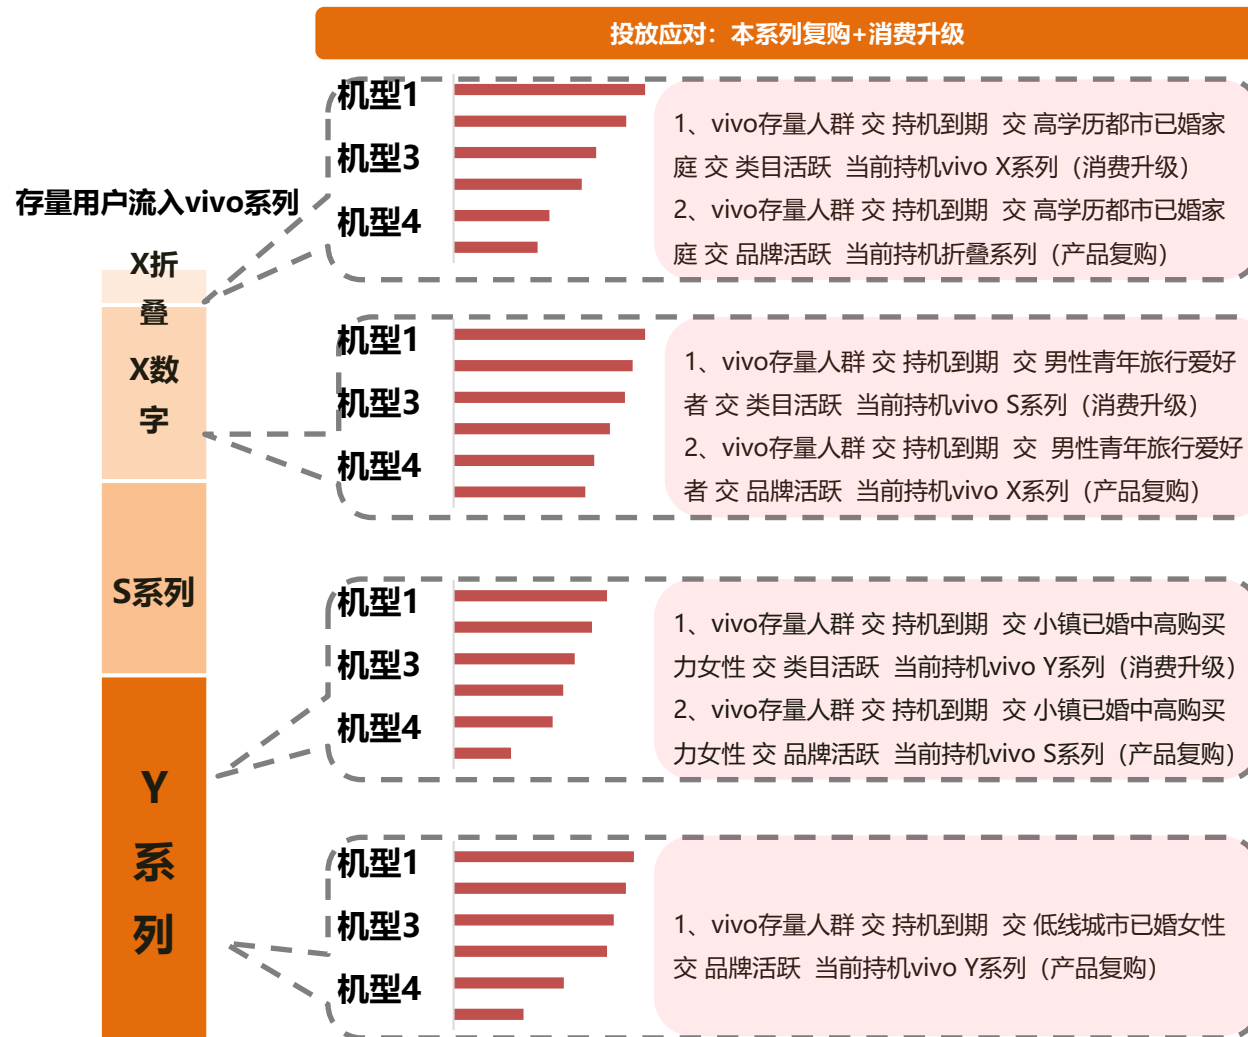 投放应对：本系列复购+消费升级
存量用户流入vivo系列
X折
叠
X数
字
S系列
Y
系
列
机型1
机型3
机型4
1、vivo存量人群 交 持机到期 交 高学历都市已婚家
庭 交 类目活跃 当前持机vivo X系列（消费升级）
2、vivo存量人群 交 持机到期 交 高学历都市已婚家
庭 交 品牌活跃 当前持机折叠系列（产品复购）
机型1
机型3
机型4
1、vivo存量人群 交 持机到期 交 男性青年旅行爱好
者 交 类目活跃 当前持机vivo S系列（消费升级）
2、vivo存量人群 交 持机到期 交 男性青年旅行爱好
者 交 品牌活跃 当前持机vivo X系列（产品复购）
机型1
机型3
机型4
1、vivo存量人群 交 持机到期 交 小镇已婚中高购买
力女性 交 类目活跃 当前持机vivo Y系列（消费升级）
2、vivo存量人群 交 持机到期 交 小镇已婚中高购买
力女性 交 品牌活跃 当前持机vivo S系列（产品复购）
机型1
机型3
机型4
1、vivo存量人群 交 持机到期 交 低线城市已婚女性
交 品牌活跃 当前持机vivo Y系列（产品复购）